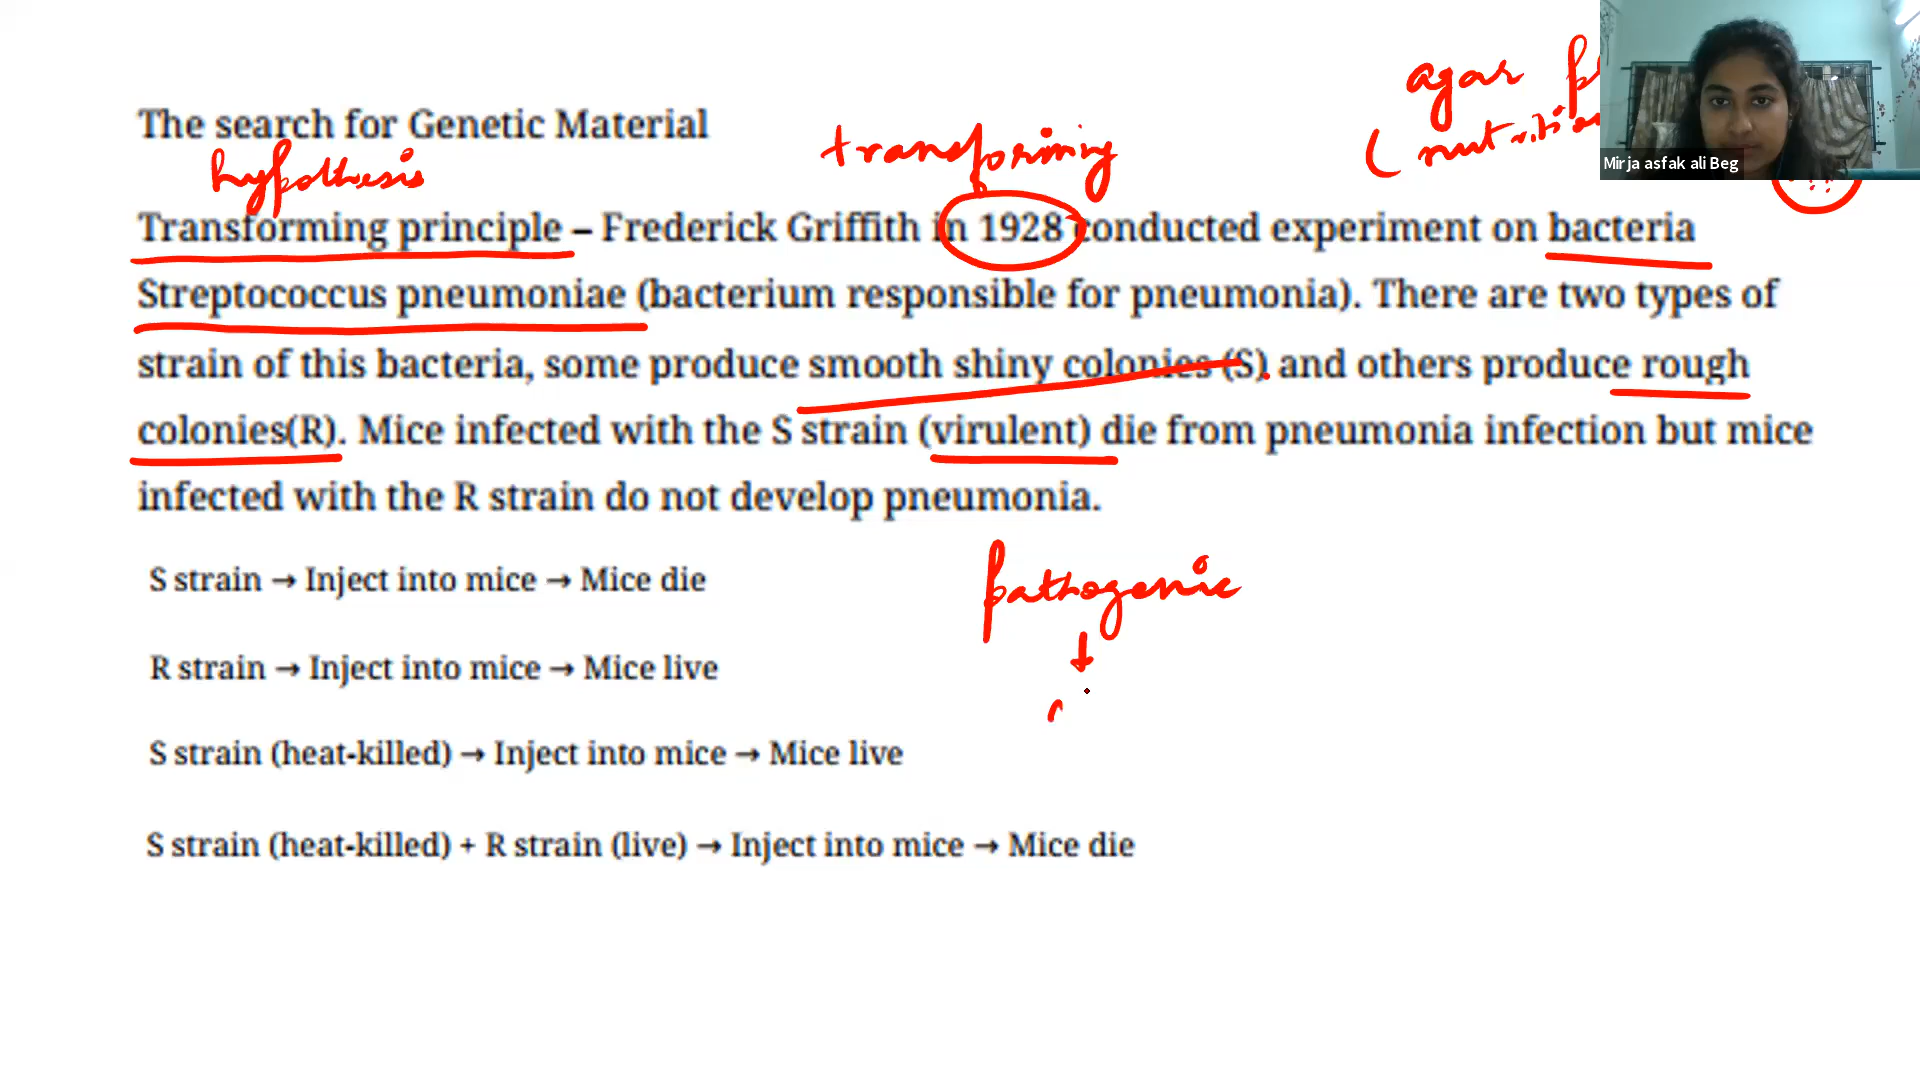 agar
The search for Genetic Material
transforming
( nutritio
Mirja asfak ali Beg
hypothesis
Transforming principle – Frederick Griffith in 1928 conducted experiment on bacteria
Streptococcus pneumoniae (bacterium responsible for pneumonia). There are two types of
strain of this bacteria, some produce smooth shiny colonies (S) and others produce rough
colonies(R). Mice infected with the S strain (virulent) die from pneumonia infection but mice
infected with the R strain do not develop pneumonia.
S strain → Inject into mice → Mice die
pathogenic
R strain → Inject into mice → Mice live
S strain (heat-killed) → Inject into mice → Mice live
S strain (heat-killed) + R strain (live) → Inject into mice → Mice die